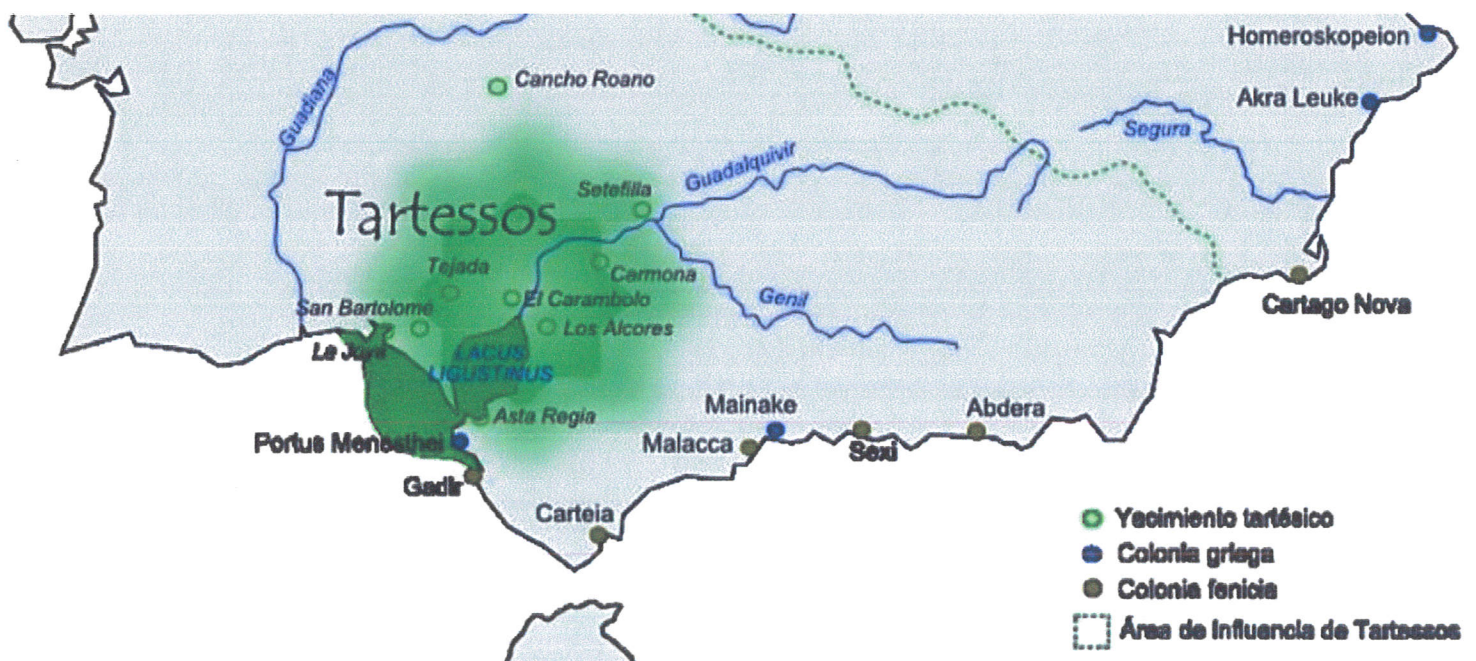 Homeroskopeion
Cancho Roano
Akra Leuke
Guadiana
Segura
Guadalquivir
Setefilla
Tartessos
Tejada
Carmona
Cartago Nova
San Bartolomé
El Carambolo
Genil
Los Alcores
La Joya
LACUS
LIGUSTINUS
Asta Regia
Mainake
Abdera
Portus Menesthei
Malacca
Sexi
Gadir
Carteia
Yacimiento tartésico
Colonia griega
Colonia fenicia
Área de Influencia de Tartessos